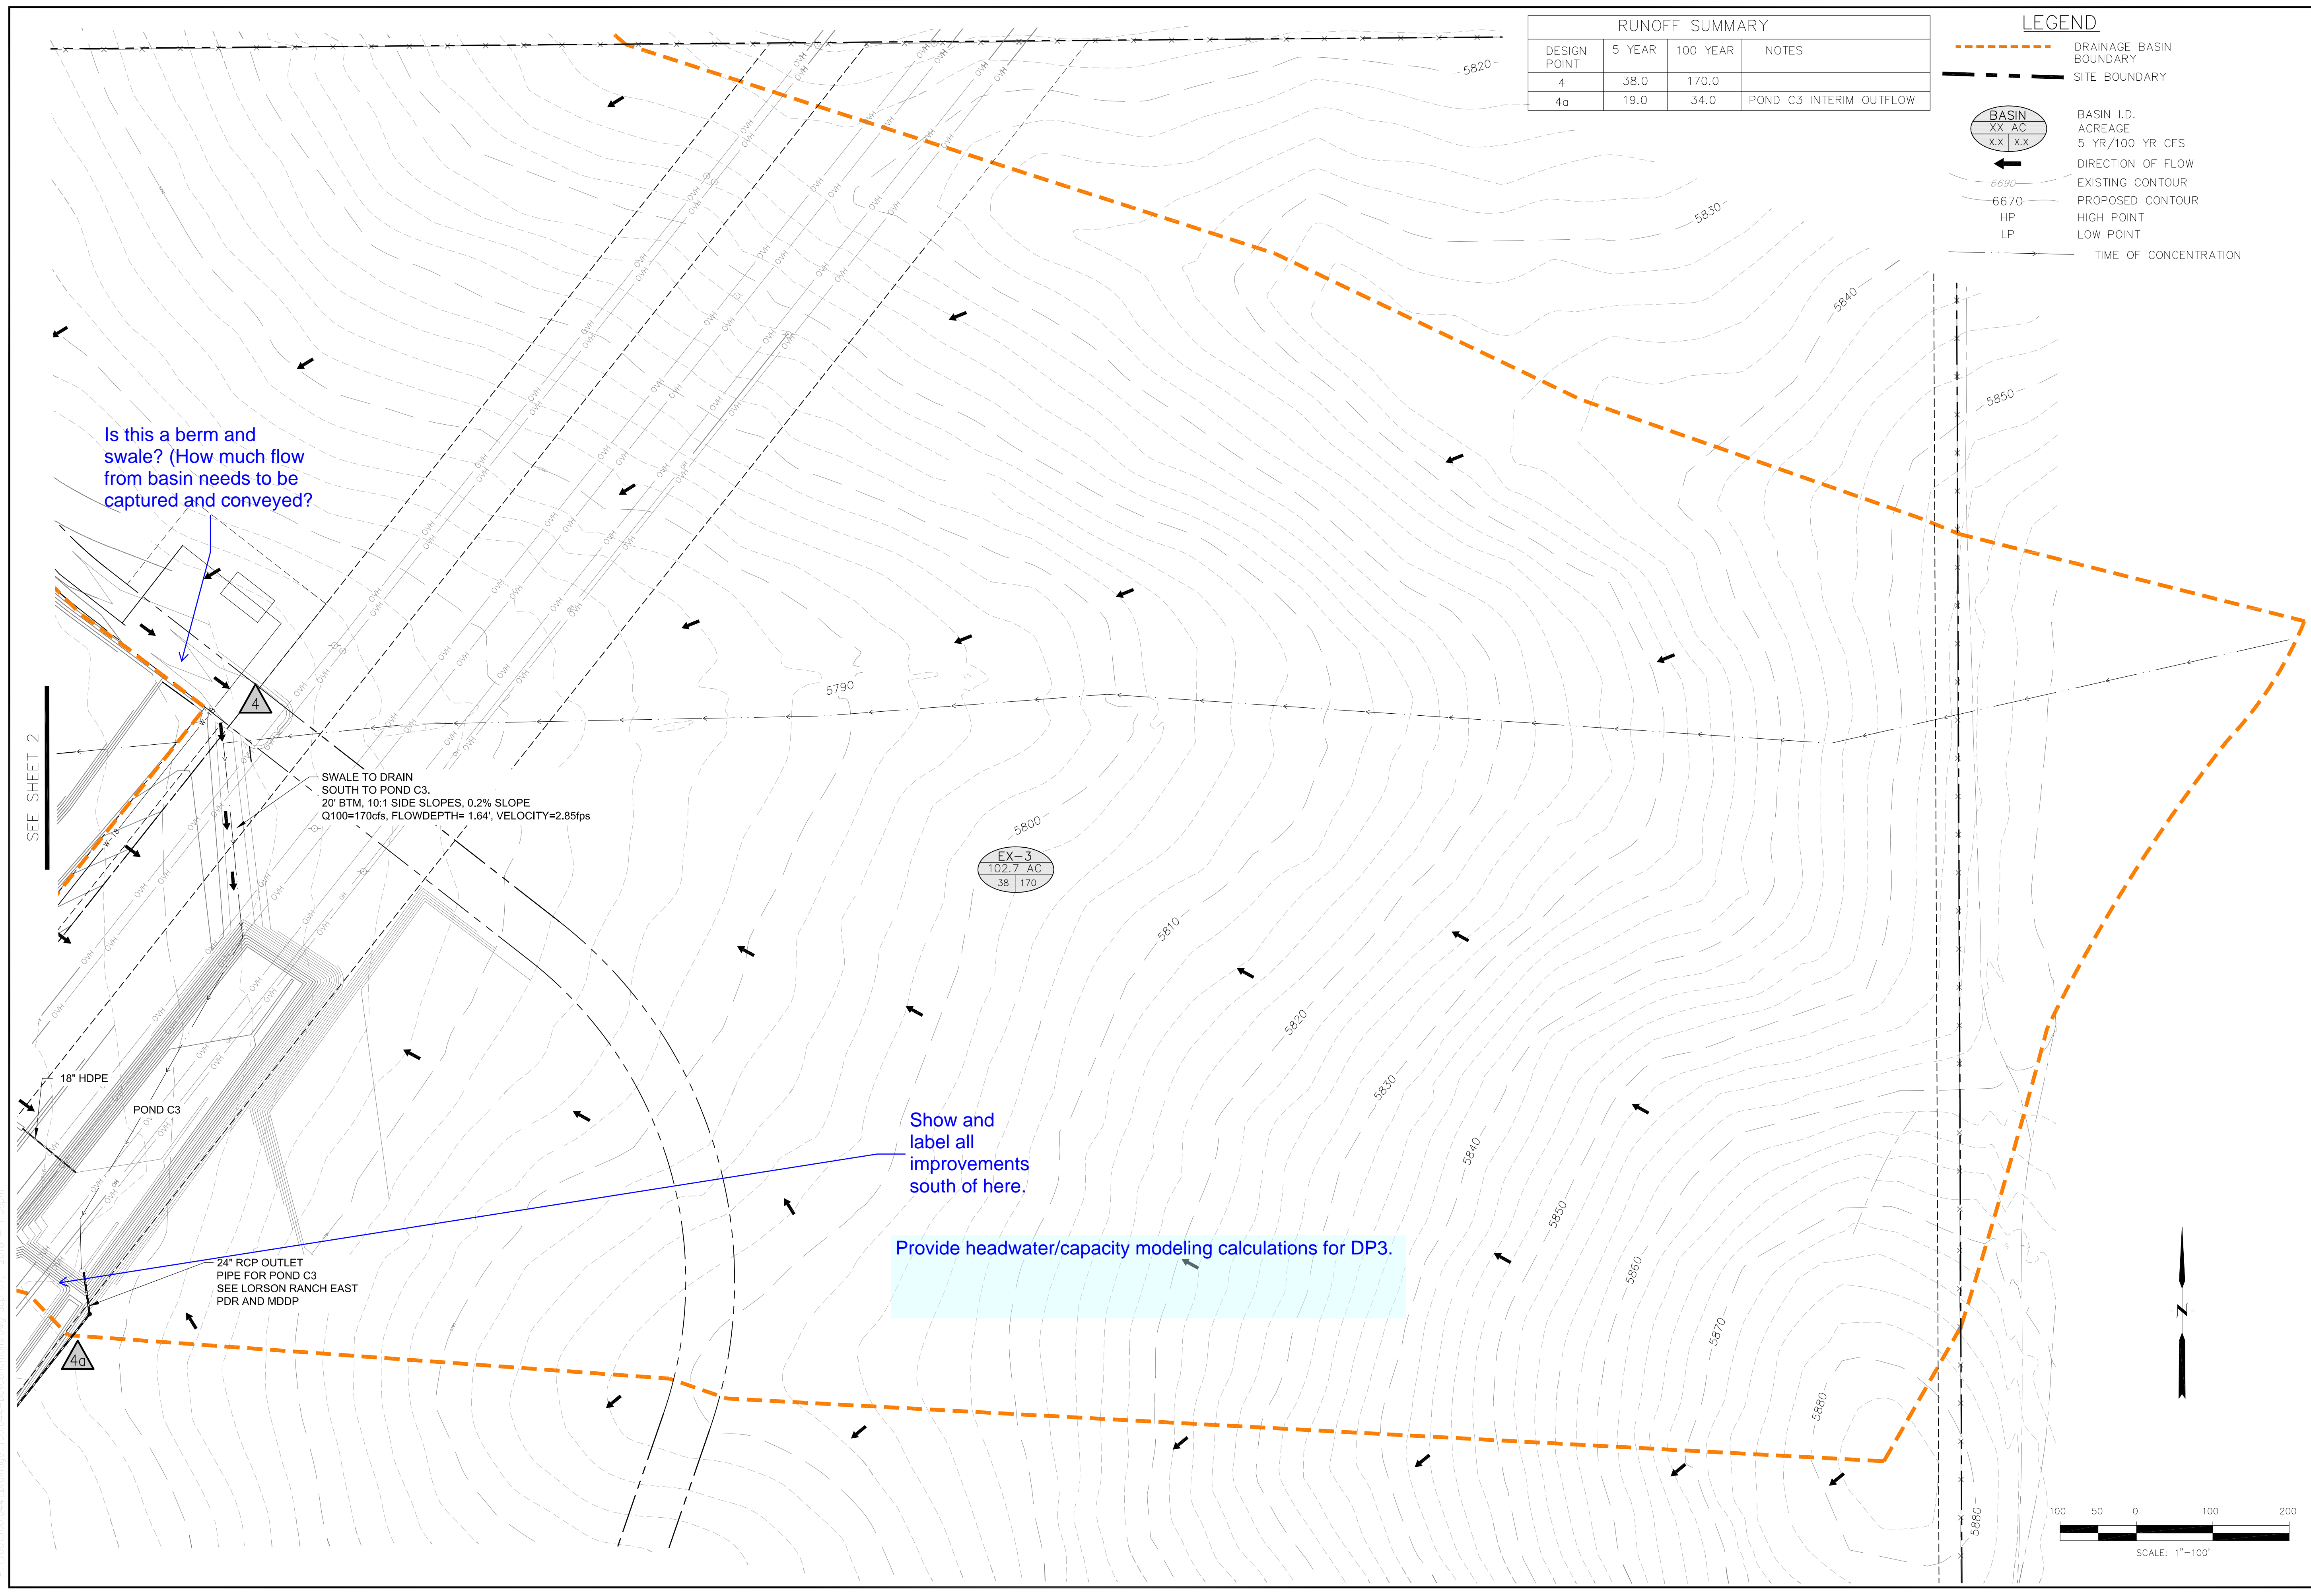 RUNOFF SUMMARY
DESIGN POINT 5 YEAR 100 YEAR NOTES
4 38.0 170.0
4a 19.0 34.0 POND C3 INTERIM OUTFLOW
LEGEND
DRAINAGE BASIN
BOUNDARY
SITE BOUNDARY
BASIN
XX AC
X.X X.X
BASIN I.D.
ACREAGE
5 YR/100 YR CFS
DIRECTION OF FLOW
6690 EXISTING CONTOUR
6670 PROPOSED CONTOUR
HP HIGH POINT
LP LOW POINT
TIME OF CONCENTRATION
5820
5830
5840
5850
Is this a berm and
swale? (How much flow
from basin needs to be
captured and conveyed?
4
W-18
5790
SEE SHEET 2
SWALE TO DRAIN
SOUTH TO POND C3.
20' BTM, 10:1 SIDE SLOPES, 0.2% SLOPE
Q100=170cfs, FLOWDEPTH= 1.64', VELOCITY=2.85fps
W-18
5800
EX-3
102.7 AC
38 170
5810
5820
5830
5840
5850
5860
5870
5880
5880
18" HDPE
POND C3
Show and
label all
improvements
south of here.
Provide headwater/capacity modeling calculations for DP3.
24" RCP OUTLET
PIPE FOR POND C3
SEE LORSON RANCH EAST
PDR AND MDDP
4a
OVH
N
100 50 0 100 200
SCALE: 1"=100'